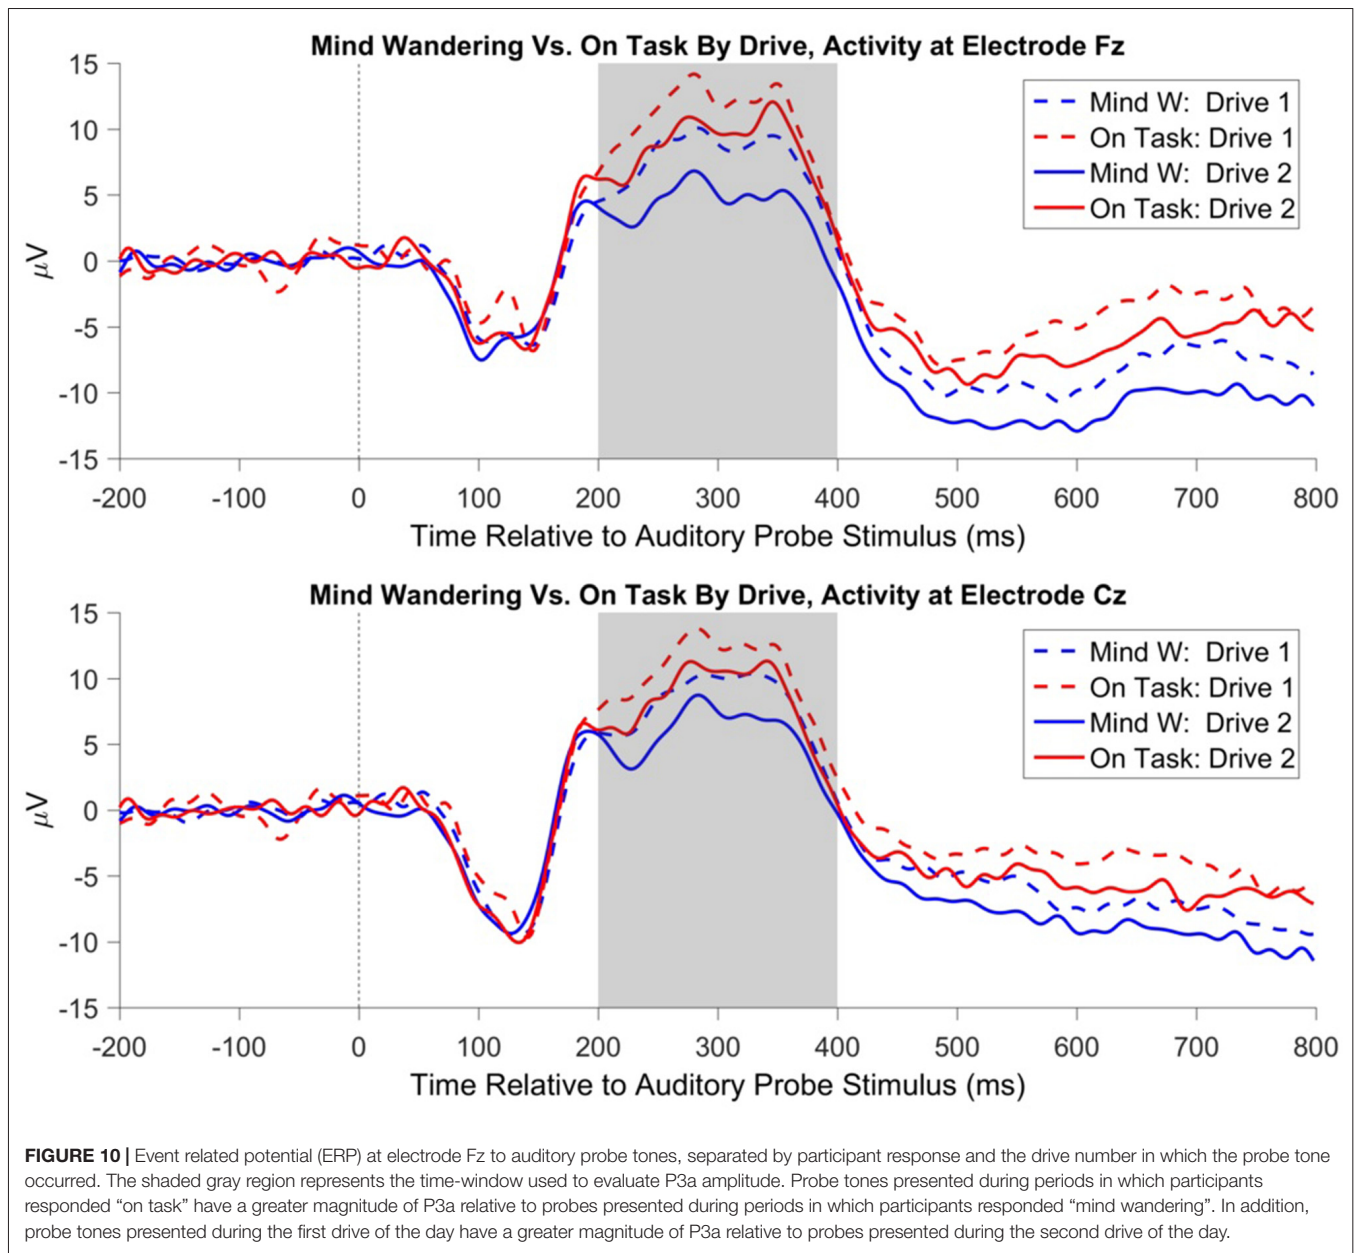 Mind Wandering Vs. On Task By Drive, Activity at Electrode Fz
15
10
5
0
-5
-10
-15
μV
Mind W: Drive 1
On Task: Drive 1
Mind W: Drive 2
On Task: Drive 2
-200 -100 0 100 200 300 400 500 600 700 800
Time Relative to Auditory Probe Stimulus (ms)
Mind Wandering Vs. On Task By Drive, Activity at Electrode Cz
15
10
5
0
-5
-10
-15
μV
Mind W: Drive 1
On Task: Drive 1
Mind W: Drive 2
On Task: Drive 2
-200 -100 0 100 200 300 400 500 600 700 800
Time Relative to Auditory Probe Stimulus (ms)
FIGURE 10 | Event related potential (ERP) at electrode Fz to auditory probe tones, separated by participant response and the drive number in which the probe tone
occurred. The shaded gray region represents the time-window used to evaluate P3a amplitude. Probe tones presented during periods in which participants
responded “on task” have a greater magnitude of P3a relative to probes presented during periods in which participants responded “mind wandering”. In addition,
probe tones presented during the first drive of the day have a greater magnitude of P3a relative to probes presented during the second drive of the day.